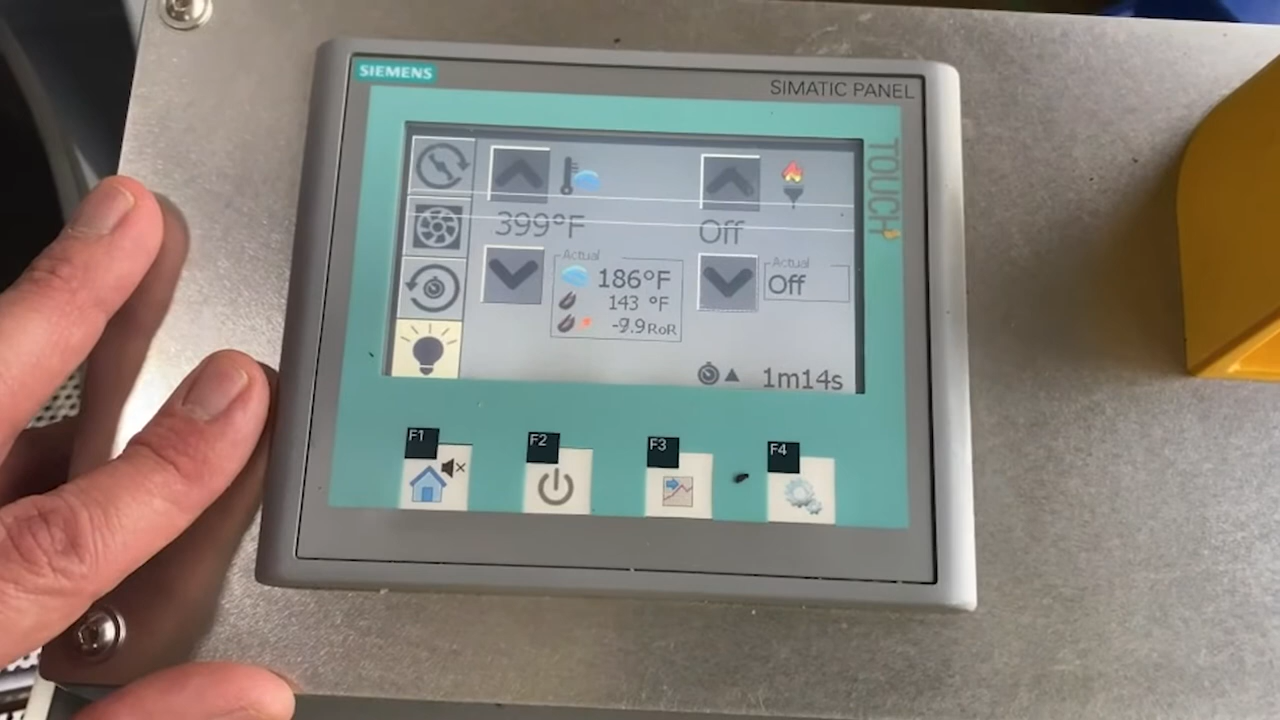 SIEMENS
SIMATIC PANEL
TOUCH
399°F
Off
Actual
186°F
143 °F
-9.9 RoR
Actual
Off
1m14s
F1
F2
F3
F4